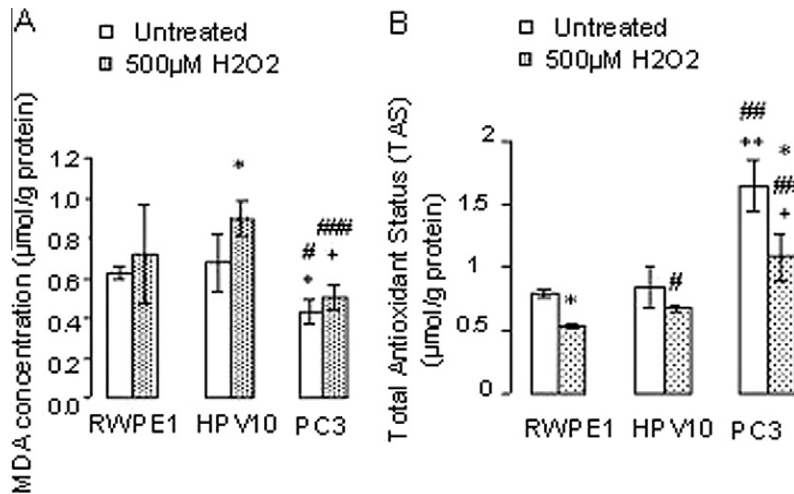 A
Untreated
500µM H2O2
MDA concentration (µmol/g protein)
1.2
1.0
0.8
0.6
0.4
0.2
0.0
*
#
+
###
+
RWPE1 HPV10 PC3
B
Untreated
500µM H2O2
Total Antioxidant Status (TAS)
(µmol/g protein)
2
1.5
1
0.5
0
*
#
##
++
*
##
+
RWPE1 HPV10 PC3